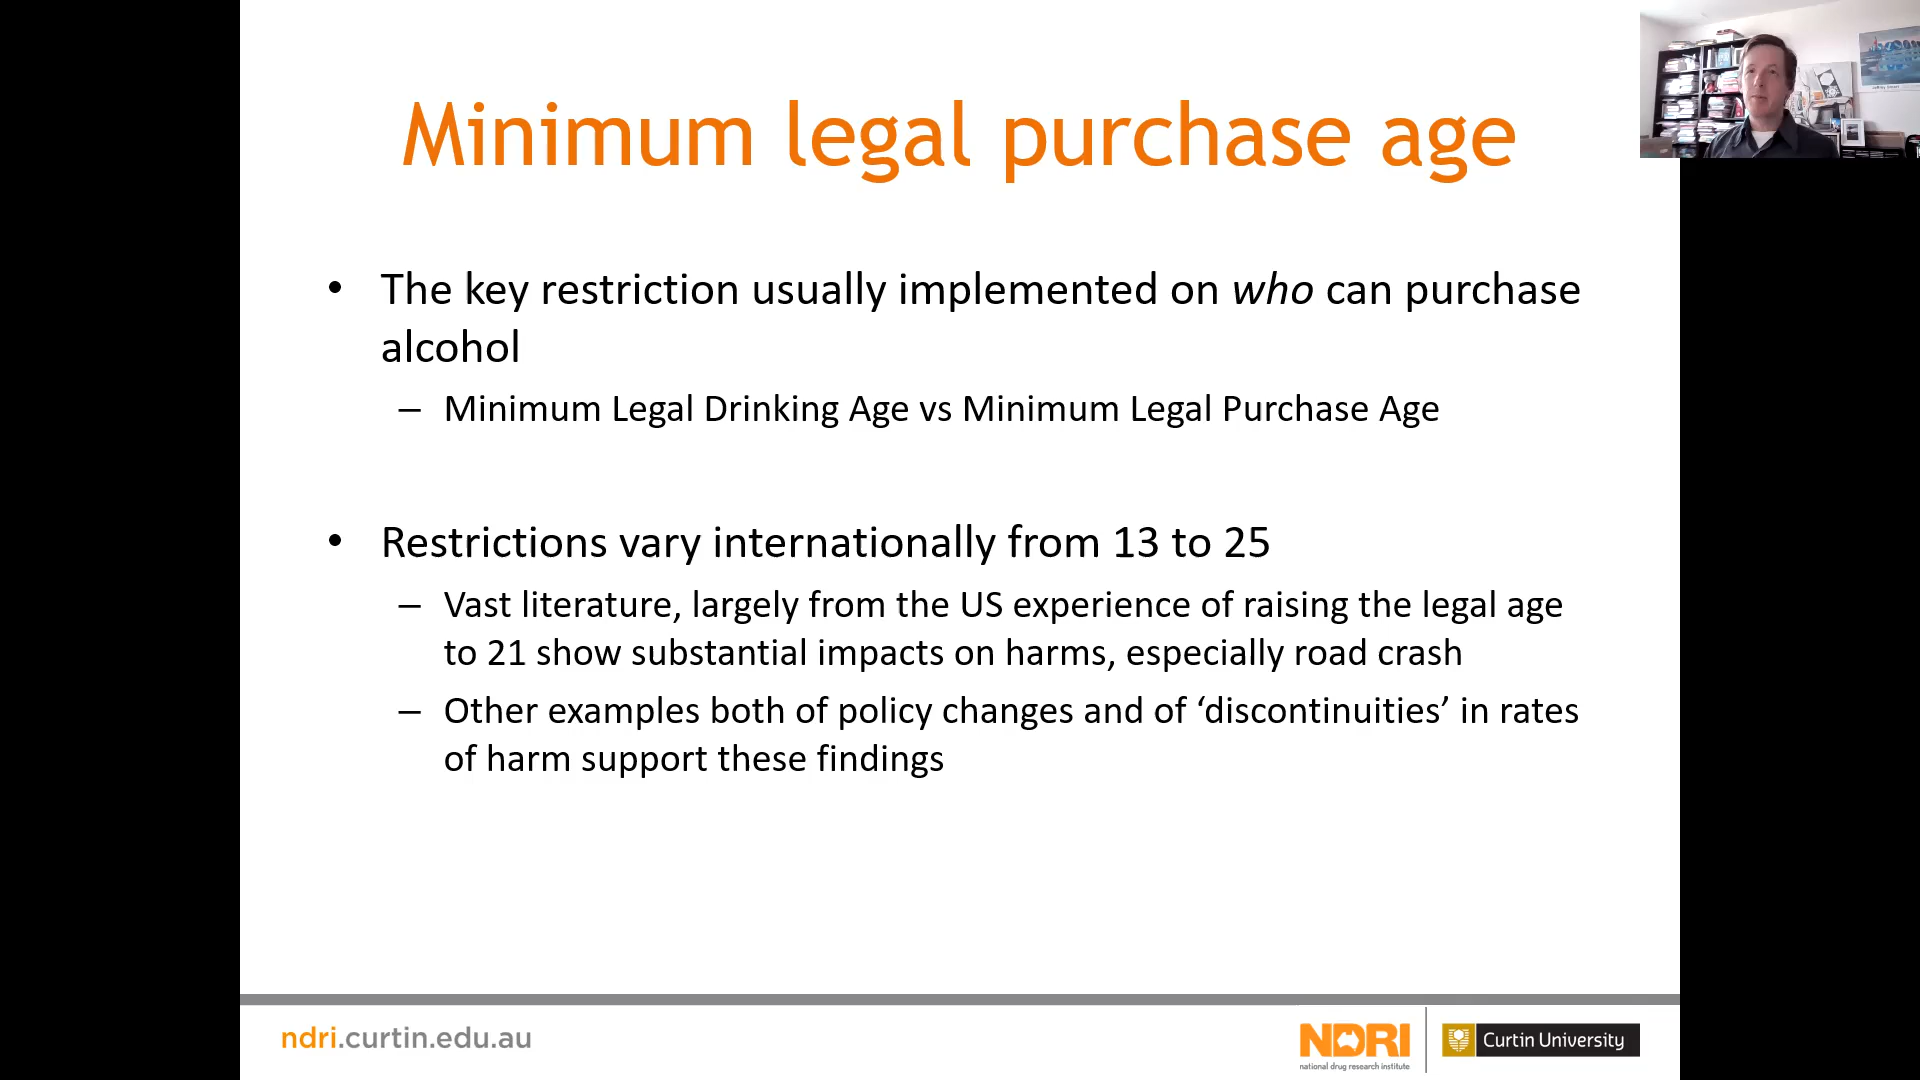 Minimum legal purchase age
• The key restriction usually implemented on who can purchase
alcohol
– Minimum Legal Drinking Age vs Minimum Legal Purchase Age
• Restrictions vary internationally from 13 to 25
– Vast literature, largely from the US experience of raising the legal age
to 21 show substantial impacts on harms, especially road crash
– Other examples both of policy changes and of ‘discontinuities’ in rates
of harm support these findings
ndri.curtin.edu.au
NDRI
national drug research institute
Curtin University